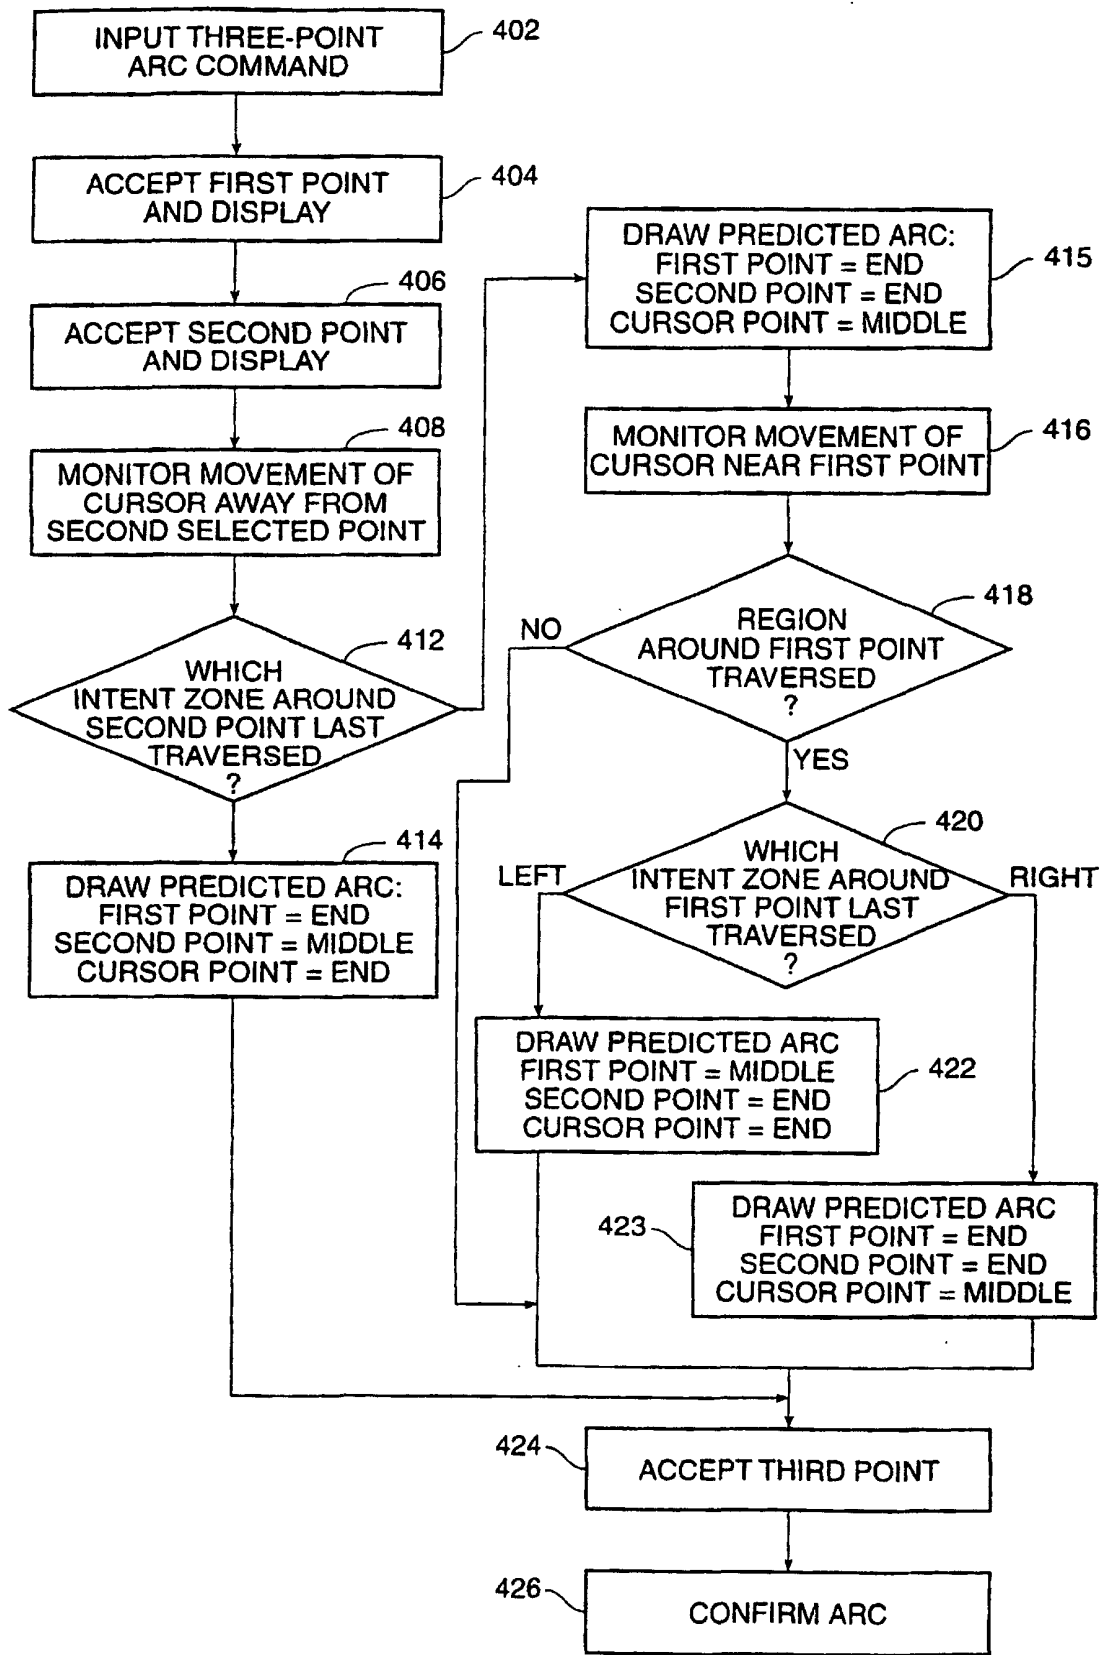 INPUT THREE-POINT
ARC COMMAND
402
ACCEPT FIRST POINT
AND DISPLAY
404
406
ACCEPT SECOND POINT
AND DISPLAY
408
MONITOR MOVEMENT OF
CURSOR AWAY FROM
SECOND SELECTED POINT
412
WHICH
INTENT ZONE AROUND
SECOND POINT LAST
TRAVERSED
?
414
DRAW PREDICTED ARC:
FIRST POINT = END
SECOND POINT = MIDDLE
CURSOR POINT = END
DRAW PREDICTED ARC:
FIRST POINT = END
SECOND POINT = END
CURSOR POINT = MIDDLE
415
MONITOR MOVEMENT OF
CURSOR NEAR FIRST POINT
416
418
NO
REGION
AROUND FIRST POINT
TRAVERSED
?
YES
420
LEFT
WHICH
INTENT ZONE AROUND
FIRST POINT LAST
TRAVERSED
?
RIGHT
DRAW PREDICTED ARC
FIRST POINT = MIDDLE
SECOND POINT = END
CURSOR POINT = END
422
423
DRAW PREDICTED ARC
FIRST POINT = END
SECOND POINT = END
CURSOR POINT = MIDDLE
424
ACCEPT THIRD POINT
426
CONFIRM ARC